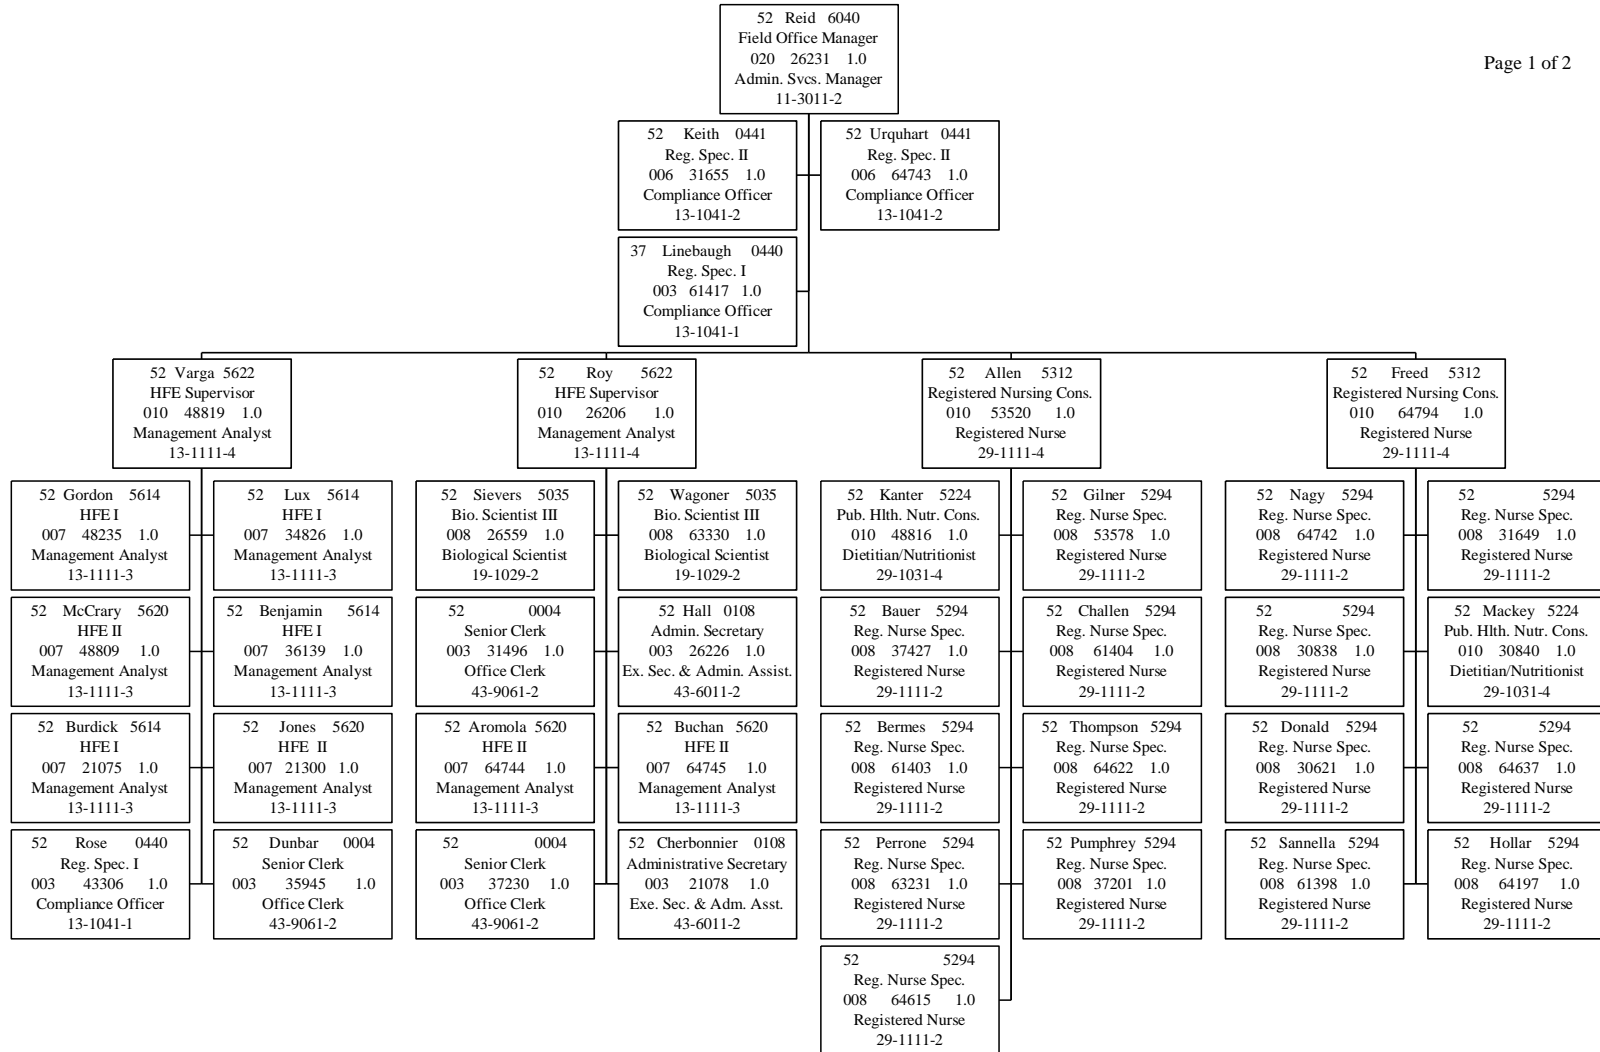 52 Reid 6040
Field Office Manager
020 26231 1.0
Admin. Svcs. Manager
11-3011-2
Page 1 of 2
52 Keith 0441
Reg. Spec. II
006 31655 1.0
Compliance Officer
13-1041-2
52 Urquhart 0441
Reg. Spec. II
006 64743 1.0
Compliance Officer
13-1041-2
37 Linebaugh 0440
Reg. Spec. I
003 61417 1.0
Compliance Officer
13-1041-1
52 Varga 5622
HFE Supervisor
010 48819 1.0
Management Analyst
13-1111-4
52 Roy 5622
HFE Supervisor
010 26206 1.0
Management Analyst
13-1111-4
52 Allen 5312
Registered Nursing Cons.
010 53520 1.0
Registered Nurse
29-1111-4
52 Freed 5312
Registered Nursing Cons.
010 64794 1.0
Registered Nurse
29-1111-4
52 Gordon 5614
HFE I
007 48235 1.0
Management Analyst
13-1111-3
52 Lux 5614
HFE I
007 34826 1.0
Management Analyst
13-1111-3
52 Sievers 5035
Bio. Scientist III
008 26559 1.0
Biological Scientist
19-1029-2
52 Wagoner 5035
Bio. Scientist III
008 63330 1.0
Biological Scientist
19-1029-2
52 Kanter 5224
Pub. Hlth. Nutr. Cons.
010 48816 1.0
Dietitian/Nutritionist
29-1031-4
52 Gilner 5294
Reg. Nurse Spec.
008 53578 1.0
Registered Nurse
29-1111-2
52 Nagy 5294
Reg. Nurse Spec.
008 64742 1.0
Registered Nurse
29-1111-2
52 5294
Reg. Nurse Spec.
008 31649 1.0
Registered Nurse
29-1111-2
52 McCrary 5620
HFE II
007 48809 1.0
Management Analyst
13-1111-3
52 Benjamin 5614
HFE I
007 36139 1.0
Management Analyst
13-1111-3
52 0004
Senior Clerk
003 31496 1.0
Office Clerk
43-9061-2
52 Hall 0108
Admin. Secretary
003 26226 1.0
Ex. Sec. & Admin. Assist.
43-6011-2
52 Bauer 5294
Reg. Nurse Spec.
008 37427 1.0
Registered Nurse
29-1111-2
52 Challen 5294
Reg. Nurse Spec.
008 61404 1.0
Registered Nurse
29-1111-2
52 5294
Reg. Nurse Spec.
008 30838 1.0
Registered Nurse
29-1111-2
52 Mackey 5224
Pub. Hlth. Nutr. Cons.
010 30840 1.0
Dietitian/Nutritionist
29-1031-4
52 Burdick 5614
HFE I
007 21075 1.0
Management Analyst
13-1111-3
52 Jones 5620
HFE II
007 21300 1.0
Management Analyst
13-1111-3
52 Aromola 5620
HFE II
007 64744 1.0
Management Analyst
13-1111-3
52 Buchan 5620
HFE II
007 64745 1.0
Management Analyst
13-1111-3
52 Bermes 5294
Reg. Nurse Spec.
008 61403 1.0
Registered Nurse
29-1111-2
52 Thompson 5294
Reg. Nurse Spec.
008 64622 1.0
Registered Nurse
29-1111-2
52 Donald 5294
Reg. Nurse Spec.
008 30621 1.0
Registered Nurse
29-1111-2
52 5294
Reg. Nurse Spec.
008 64637 1.0
Registered Nurse
29-1111-2
52 Rose 0440
Reg. Spec. I
003 43306 1.0
Compliance Officer
13-1041-1
52 Dunbar 0004
Senior Clerk
003 35945 1.0
Office Clerk
43-9061-2
52 0004
Senior Clerk
003 37230 1.0
Office Clerk
43-9061-2
52 Cherbonnier 0108
Administrative Secretary
003 21078 1.0
Exe. Sec. & Adm. Asst.
43-6011-2
52 Perrone 5294
Reg. Nurse Spec.
008 63231 1.0
Registered Nurse
29-1111-2
52 Pumphrey 5294
Reg. Nurse Spec.
008 37201 1.0
Registered Nurse
29-1111-2
52 Sannella 5294
Reg. Nurse Spec.
008 61398 1.0
Registered Nurse
29-1111-2
52 Hollar 5294
Reg. Nurse Spec.
008 64197 1.0
Registered Nurse
29-1111-2
52 5294
Reg. Nurse Spec.
008 64615 1.0
Registered Nurse
29-1111-2